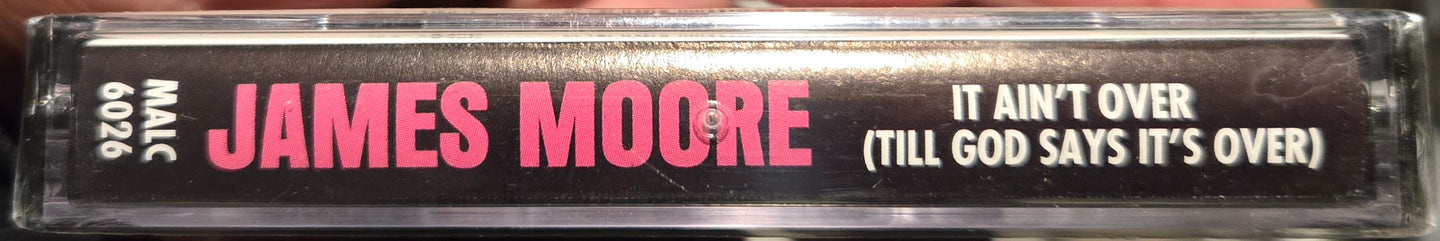 MALC
6026
JAMES MOORE
IT AIN'T OVER
(TILL GOD SAYS IT'S OVER)